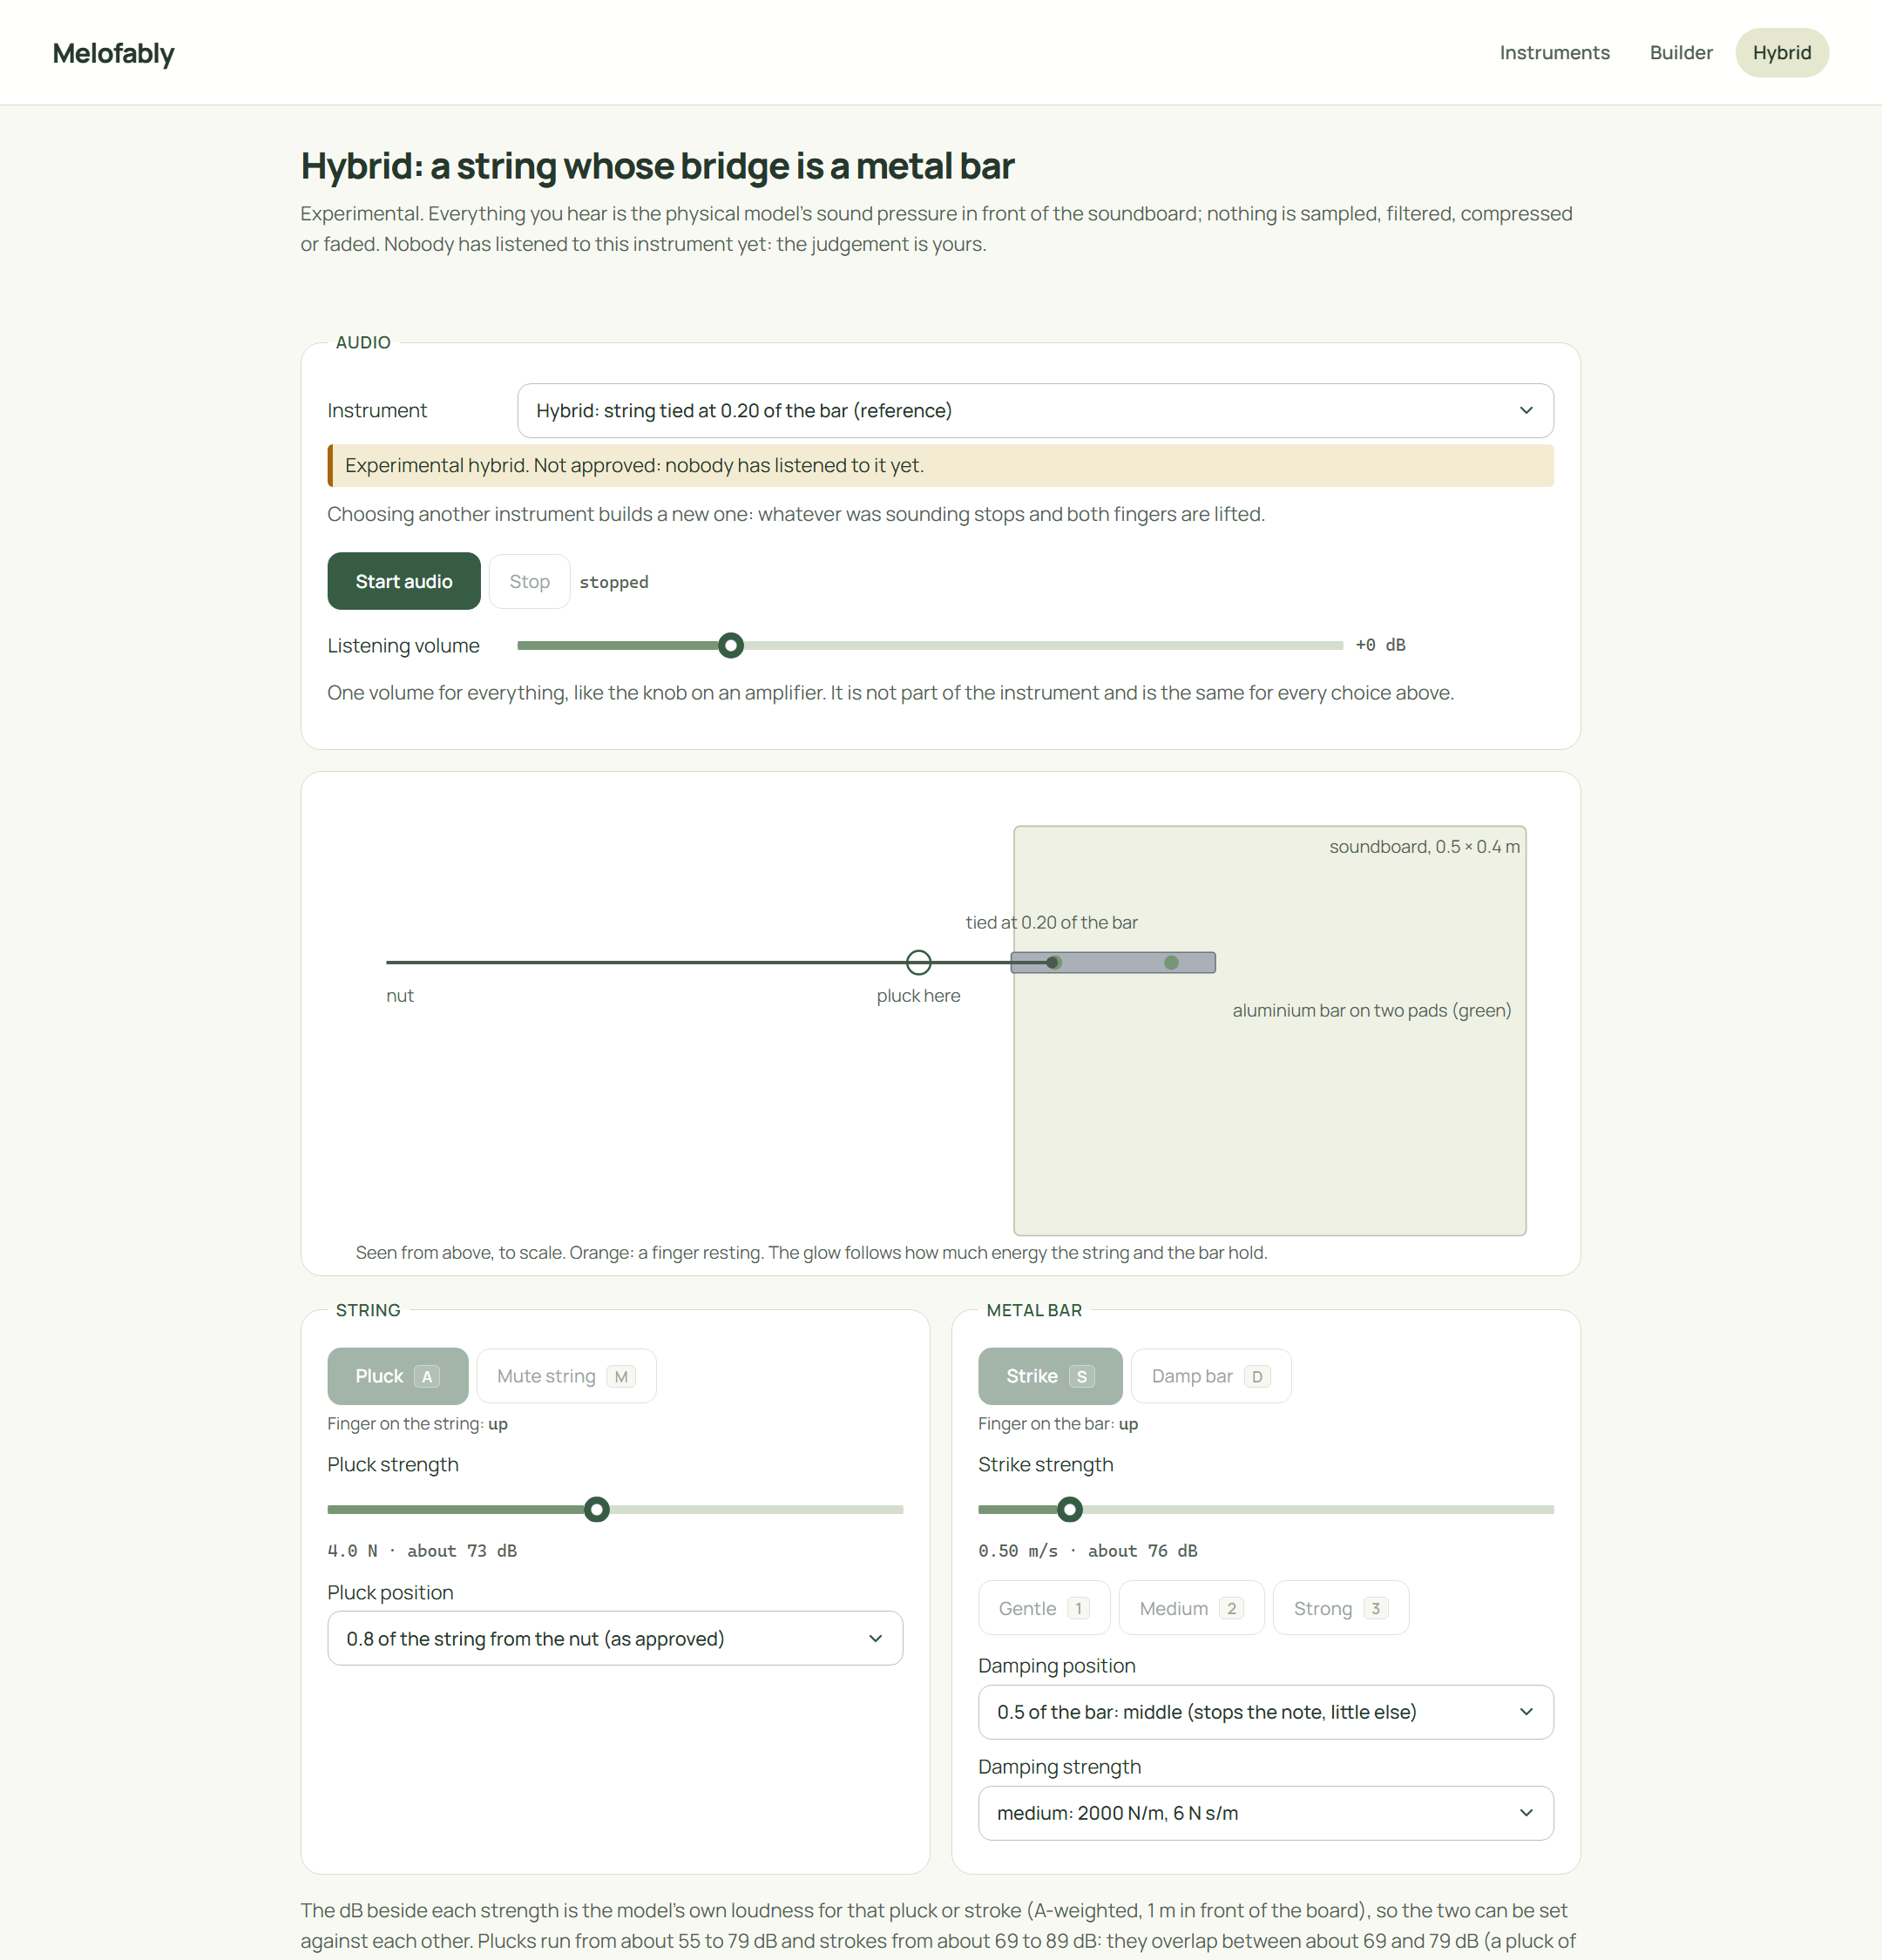 Melofably
Instruments
Builder
Hybrid
Hybrid: a string whose bridge is a metal bar
Experimental. Everything you hear is the physical model's sound pressure in front of the soundboard; nothing is sampled, filtered, compressed
or faded. Nobody has listened to this instrument yet: the judgement is yours.
AUDIO
Instrument
Hybrid: string tied at 0.20 of the bar (reference)
Experimental hybrid. Not approved: nobody has listened to it yet.
Choosing another instrument builds a new one: whatever was sounding stops and both fingers are lifted.
Start audio
Stop
stopped
Listening volume
+0 dB
One volume for everything, like the knob on an amplifier. It is not part of the instrument and is the same for every choice above.
soundboard, 0.5 × 0.4 m
tied at 0.20 of the bar
nut
pluck here
aluminium bar on two pads (green)
Seen from above, to scale. Orange: a finger resting. The glow follows how much energy the string and the bar hold.
STRING
Pluck A
Mute string M
Finger on the string: up
Pluck strength
4.0 N · about 73 dB
Pluck position
0.8 of the string from the nut (as approved)
METAL BAR
Strike S
Damp bar D
Finger on the bar: up
Strike strength
0.50 m/s · about 76 dB
Gentle 1
Medium 2
Strong 3
Damping position
0.5 of the bar: middle (stops the note, little else)
Damping strength
medium: 2000 N/m, 6 N s/m
The dB beside each strength is the model's own loudness for that pluck or stroke (A-weighted, 1 m in front of the board), so the two can be set
against each other. Plucks run from about 55 to 79 dB and strokes from about 69 to 89 dB: they overlap between about 69 and 79 dB (a pluck of